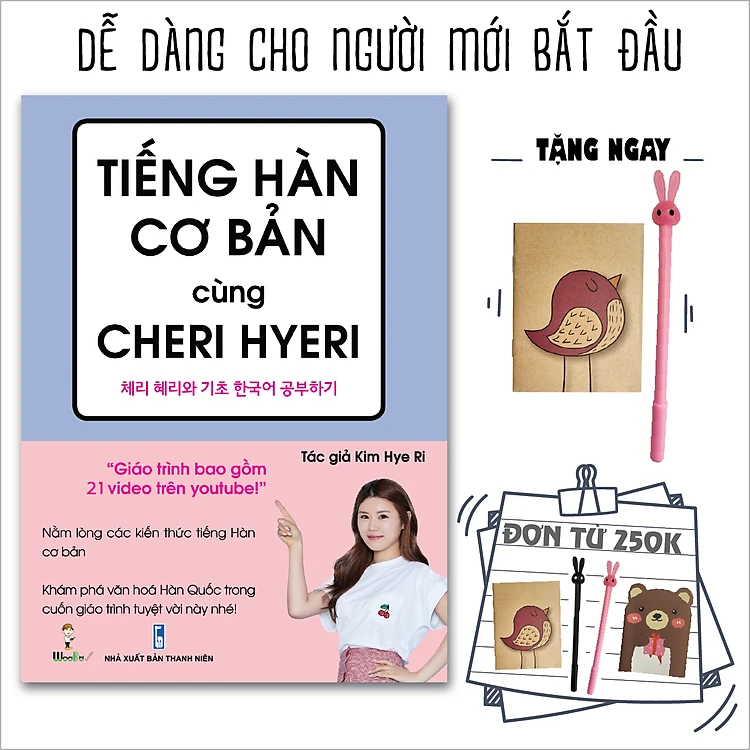 DỄ DÀNG CHO NGƯỜI MỚI BẮT ĐẦU
TIẾNG HÀN
CƠ BẢN
cùng
CHERI HYERI
체리 혜리와 기초 한국어 공부하기
"Giáo trình bao gồm
21 video trên youtube!"
Tác giả Kim Hye Ri
Nằm lòng các kiến thức tiếng Hàn
cơ bản
Khám phá văn hoá Hàn Quốc trong
cuốn giáo trình tuyệt vời này nhé!
WooBo
NHÀ XUẤT BẢN THANH NIÊN
TẶNG NGAY
ĐƠN TỪ 250K